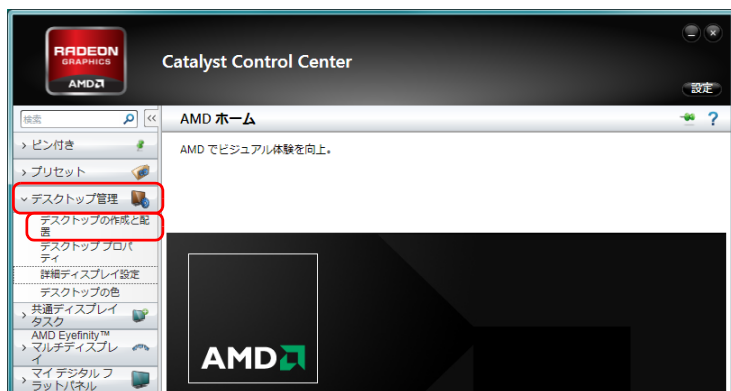 RADEON
GRAPHICS
AMD
Catalyst Control Center
設定
検索
AMD ホーム
?
ピン付き
AMD でビジュアル体験を向上。
プリセット
デスクトップ管理
デスクトップの作成と配
置
デスクトップ プロパ
ティ
詳細ディスプレイ設定
デスクトップの色
共通ディスプレイ
タスク
AMD Eyefinity™
マルチディスプレ
イ
マイ デジタル フ
ラットパネル
AMD